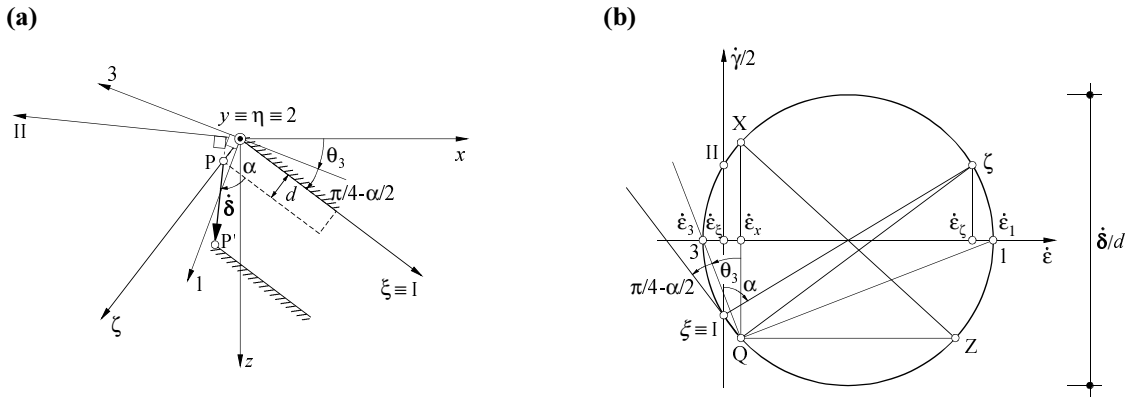 (a)
3
II
y ≡ η ≡ 2
x
θ3
P
α
d
π/4-α/2
δ̇
P'
1
ξ ≡ I
ζ
z
(b)
γ̇/2
X
II
ζ
ε̇3
ε̇ξ
ε̇x
ε̇ζ
ε̇1
3
1
ε̇
θ3
α
π/4-α/2
δ̇/d
ξ ≡ I
Q
Z